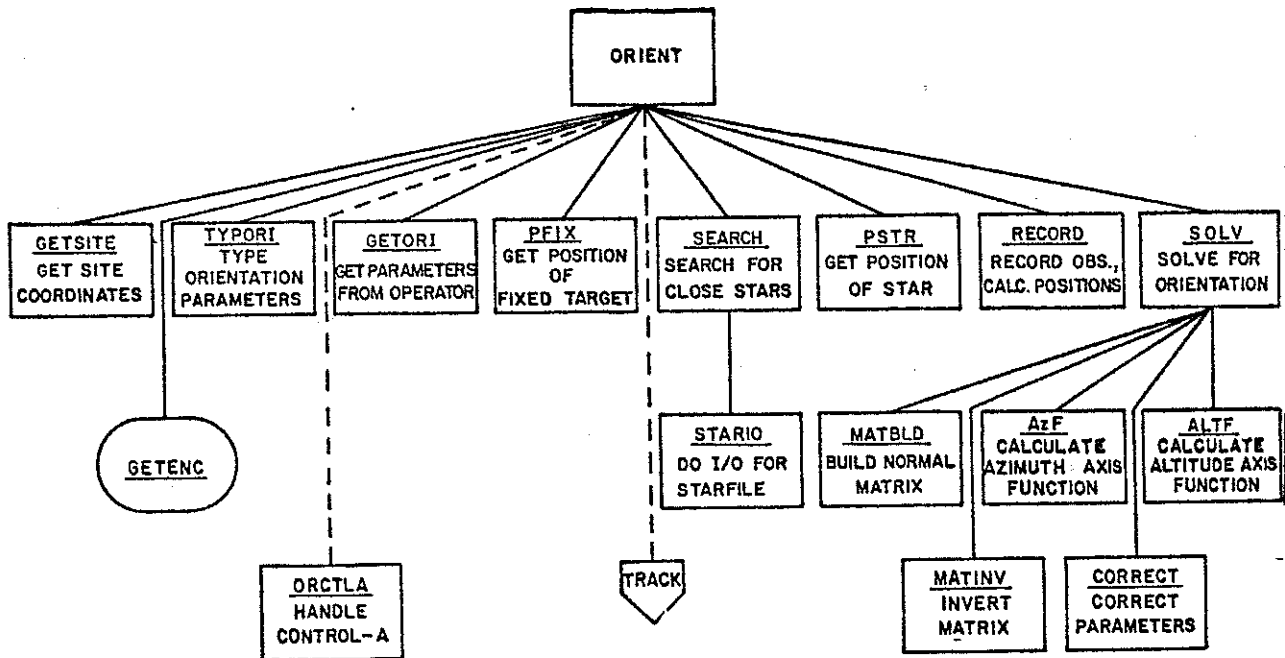 ORIENT
GETSITE
GET SITE
COORDINATES
TYPORI
TYPE
ORIENTATION
PARAMETERS
GETORI
GET PARAMETERS
FROM OPERATOR
PFIX
GET POSITION
OF
FIXED TARGET
SEARCH
SEARCH FOR
CLOSE STARS
PSTR
GET POSITION
OF STAR
RECORD
RECORD OBS.,
CALC. POSITIONS
SOLV
SOLVE FOR
ORIENTATION
GETENC
STARIO
DO I/O FOR
STARFILE
MATBLD
BUILD NORMAL
MATRIX
AzF
CALCULATE
AZIMUTH AXIS
FUNCTION
ALTF
CALCULATE
ALTITUDE AXIS
FUNCTION
ORCTLA
HANDLE
CONTROL-A
TRACK
MATINV
INVERT
MATRIX
CORRECT
CORRECT
PARAMETERS